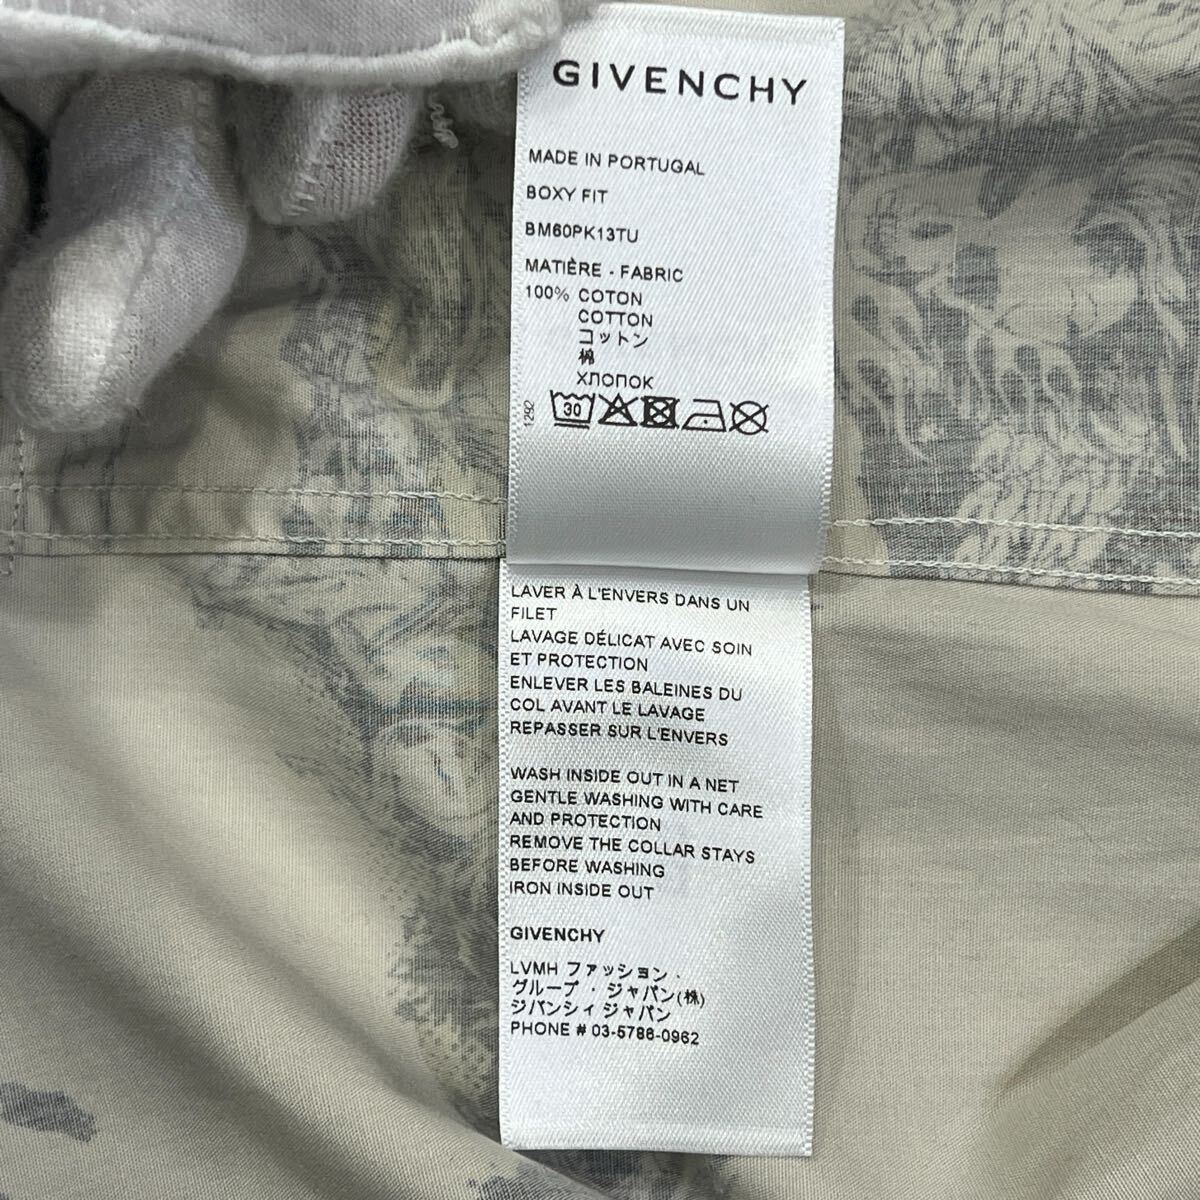 GIVENCHY
MADE IN PORTUGAL
BOXY FIT
BM60PK13TU
MATIÈRE - FABRIC
100% COTON
COTTON
コットン
棉
ХЛОПОК
1292
30
LAVER À L'ENVERS DANS UN
FILET
LAVAGE DÉLICAT AVEC SOIN
ET PROTECTION
ENLEVER LES BALEINES DU
COL AVANT LE LAVAGE
REPASSER SUR L'ENVERS
WASH INSIDE OUT IN A NET
GENTLE WASHING WITH CARE
AND PROTECTION
REMOVE THE COLLAR STAYS
BEFORE WASHING
IRON INSIDE OUT
GIVENCHY
LVMH ファッション・
グループ・ジャパン(株)
ジバンシィ ジャパン
PHONE # 03-5786-0962